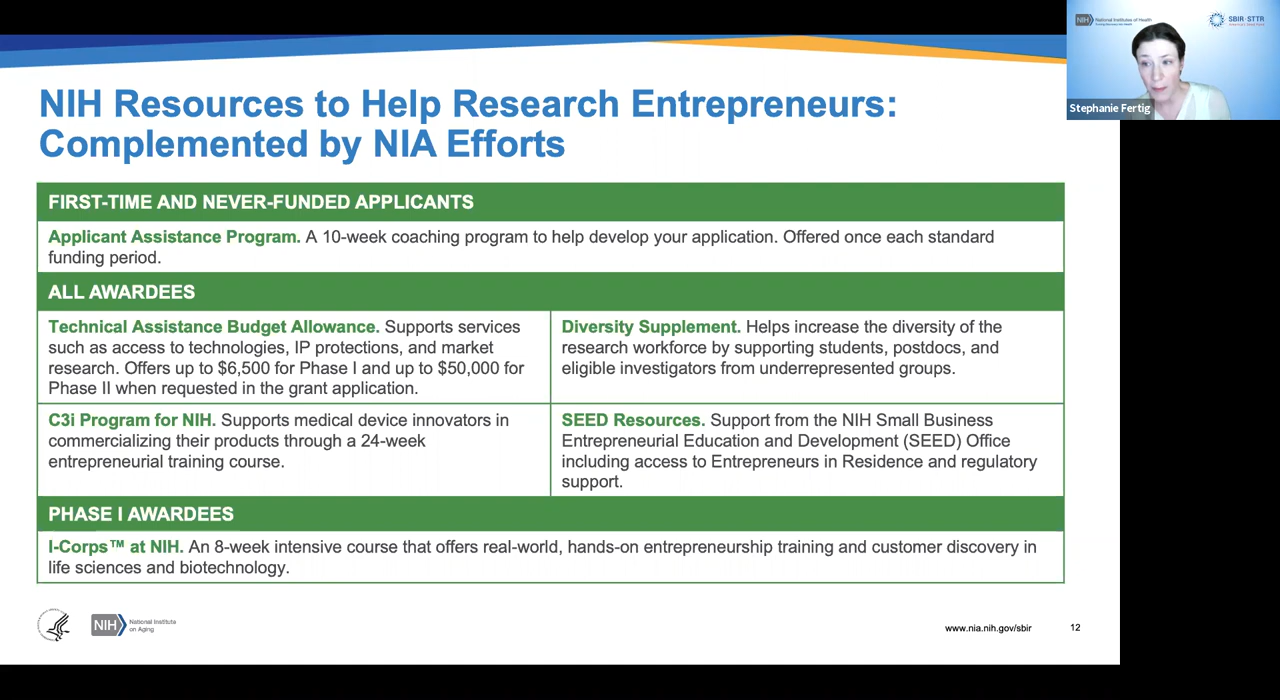 NIH National Institutes of Health
SBIR·STTR
Stephanie Fertig
NIH Resources to Help Research Entrepreneurs:
Complemented by NIA Efforts
FIRST-TIME AND NEVER-FUNDED APPLICANTS
Applicant Assistance Program. A 10-week coaching program to help develop your application. Offered once each standard
funding period.
ALL AWARDEES
Technical Assistance Budget Allowance. Supports services
such as access to technologies, IP protections, and market
research. Offers up to $6,500 for Phase I and up to $50,000 for
Phase II when requested in the grant application.
Diversity Supplement. Helps increase the diversity of the
research workforce by supporting students, postdocs, and
eligible investigators from underrepresented groups.
C3i Program for NIH. Supports medical device innovators in
commercializing their products through a 24-week
entrepreneurial training course.
SEED Resources. Support from the NIH Small Business
Entrepreneurial Education and Development (SEED) Office
including access to Entrepreneurs in Residence and regulatory
support.
PHASE I AWARDEES
I-Corps™ at NIH. An 8-week intensive course that offers real-world, hands-on entrepreneurship training and customer discovery in
life sciences and biotechnology.
NIH National Institute
on Aging
www.nia.nih.gov/sbir 12